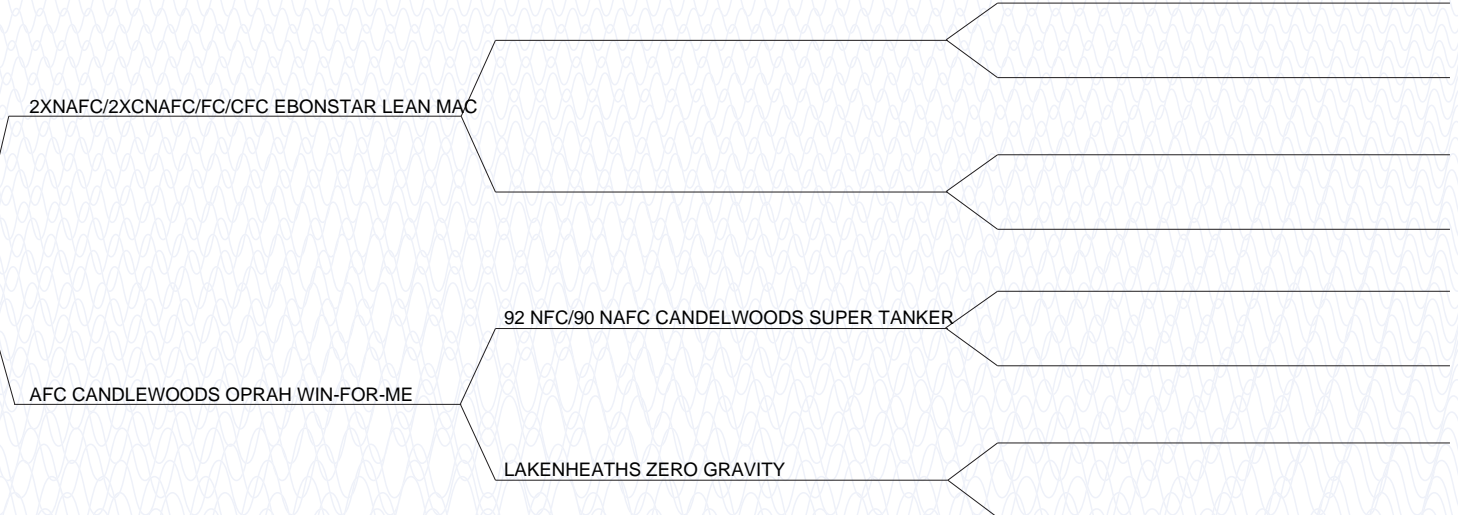 2XNAFC/2XCNAFC/FC/CFC EBONSTAR LEAN MAC
92 NFC/90 NAFC CANDELWOODS SUPER TANKER
AFC CANDLEWOODS OPRAH WIN-FOR-ME
LAKENHEATHS ZERO GRAVITY